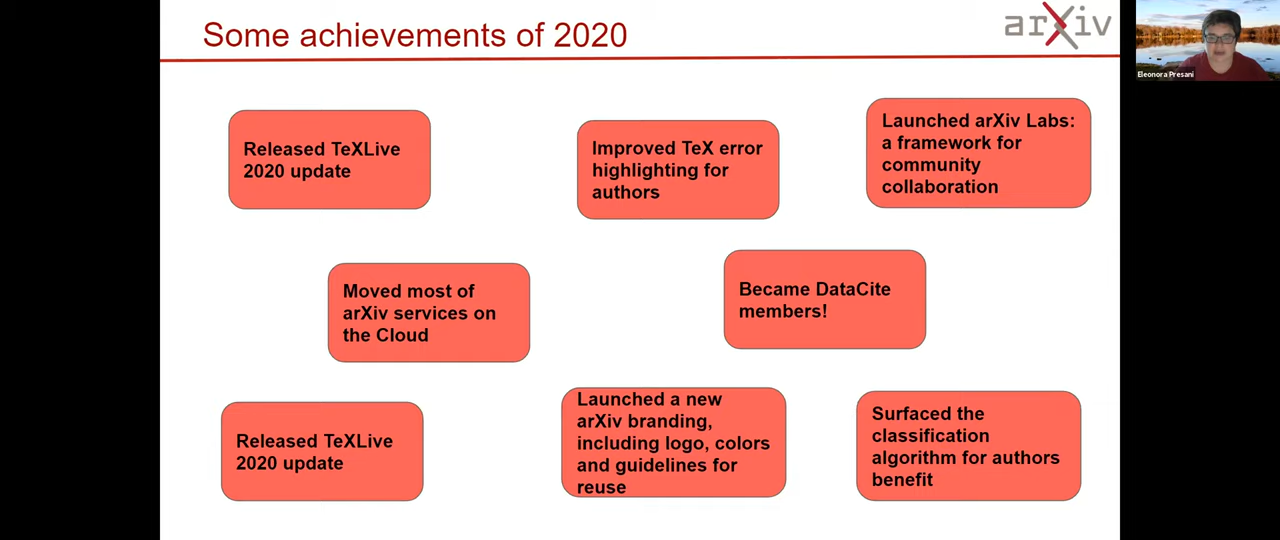 Some achievements of 2020
arXiv
Eleonora Presani
Released TeXLive
2020 update
Improved TeX error
highlighting for
authors
Launched arXiv Labs:
a framework for
community
collaboration
Moved most of
arXiv services on
the Cloud
Became DataCite
members!
Released TeXLive
2020 update
Launched a new
arXiv branding,
including logo, colors
and guidelines for
reuse
Surfaced the
classification
algorithm for authors
benefit